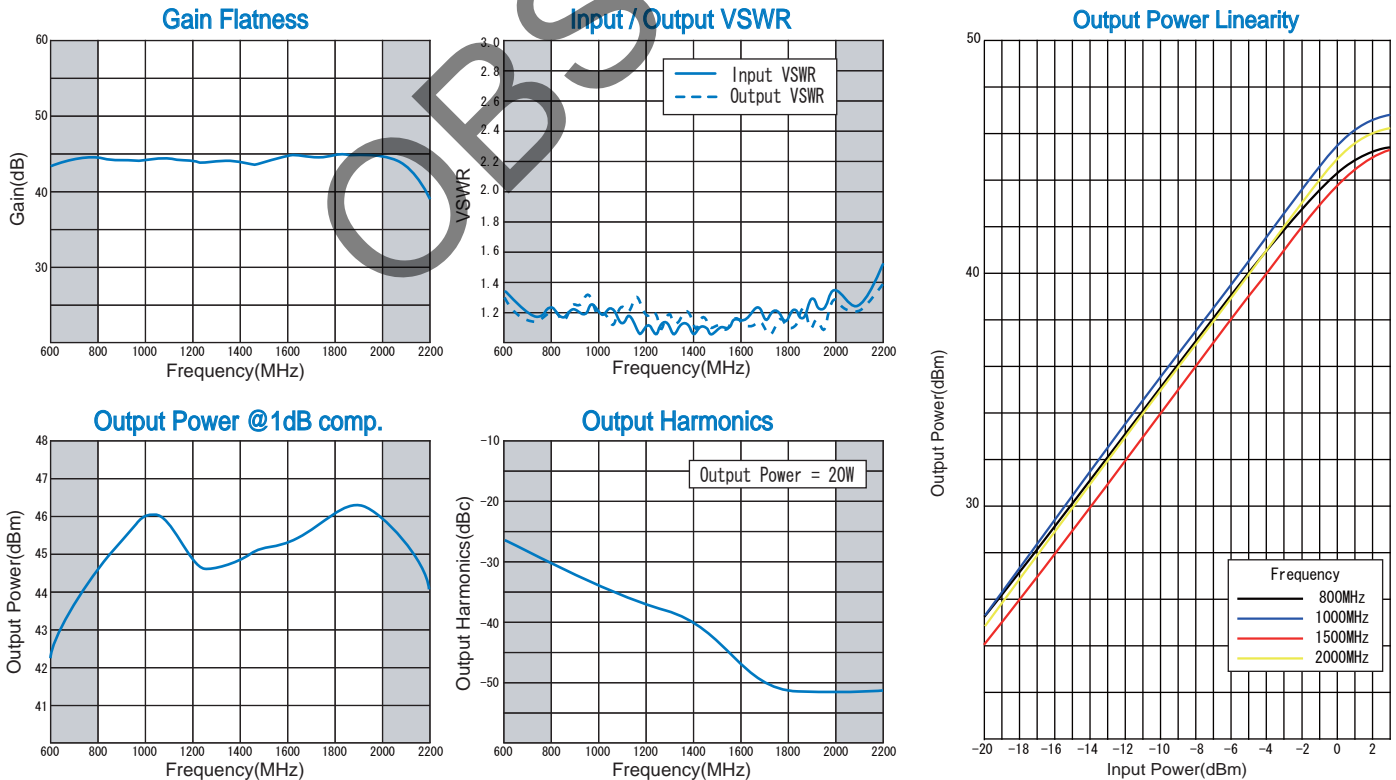 Gain Flatness
60
50
40
30
Gain(dB)
600 800 1000 1200 1400 1600 1800 2000 2200
Frequency(MHz)
Input / Output VSWR
3.0
2.8
2.6
2.4
2.2
2.0
1.8
1.6
1.4
1.2
VSWR
Input VSWR
Output VSWR
600 800 1000 1200 1400 1600 1800 2000 2200
Frequency(MHz)
Output Power @1dB comp.
48
47
46
45
44
43
42
41
Output Power(dBm)
600 800 1000 1200 1400 1600 1800 2000 2200
Frequency(MHz)
Output Harmonics
-10
-20
-30
-40
-50
Output Harmonics(dBc)
Output Power = 20W
600 800 1000 1200 1400 1600 1800 2000 2200
Frequency(MHz)
Output Power Linearity
50
40
30
Output Power(dBm)
Frequency
800MHz
1000MHz
1500MHz
2000MHz
-20 -18 -16 -14 -12 -10 -8 -6 -4 -2 0 2
Input Power(dBm)
OBS